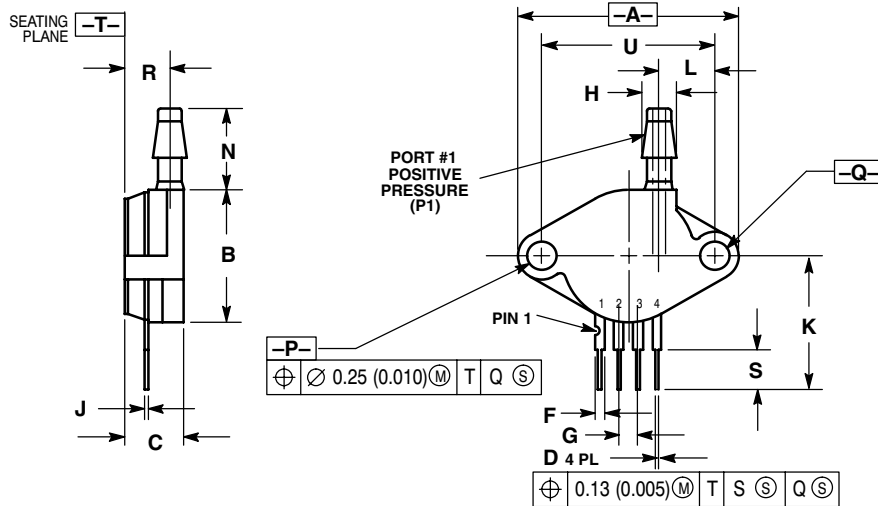 SEATING
PLANE
–T–
R
N
B
J
C
–A–
U
L
H
PORT #1
POSITIVE
PRESSURE
(P1)
–Q–
1 2 3 4
PIN 1
K
S
–P–
⌖ ∅ 0.25 (0.010) Ⓜ T Q Ⓢ
F
G
D 4 PL
⌖ 0.13 (0.005) Ⓜ T S Ⓢ Q Ⓢ